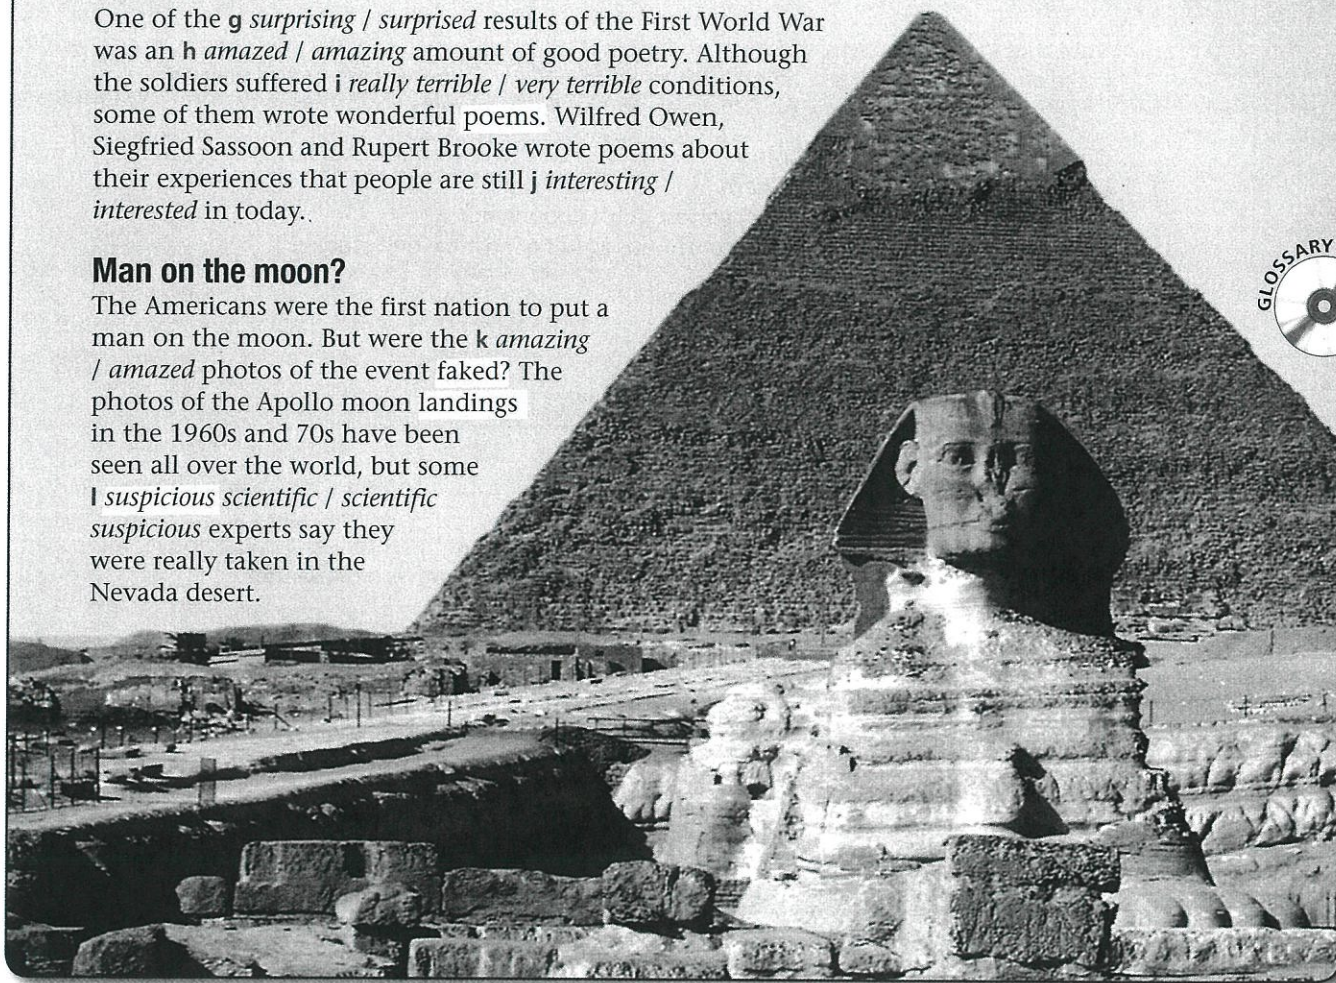 One of the g surprising / surprised results of the First World War
was an h amazed / amazing amount of good poetry. Although
the soldiers suffered i really terrible / very terrible conditions,
some of them wrote wonderful poems. Wilfred Owen,
Siegfried Sassoon and Rupert Brooke wrote poems about
their experiences that people are still j interesting /
interested in today.
Man on the moon?
The Americans were the first nation to put a
man on the moon. But were the k amazing
/ amazed photos of the event faked? The
photos of the Apollo moon landings
in the 1960s and 70s have been
seen all over the world, but some
l suspicious scientific / scientific
suspicious experts say they
were really taken in the
Nevada desert.
GLOSSARY